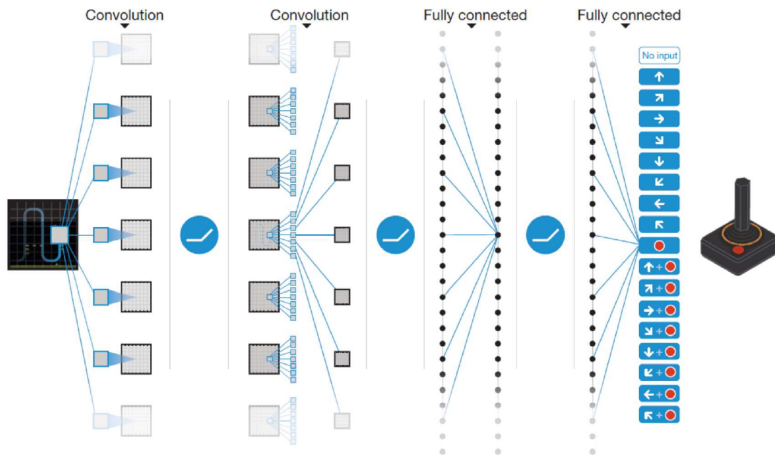 Convolution
Convolution
Fully connected
Fully connected
No input
+
+
+
+
+
+
+
+